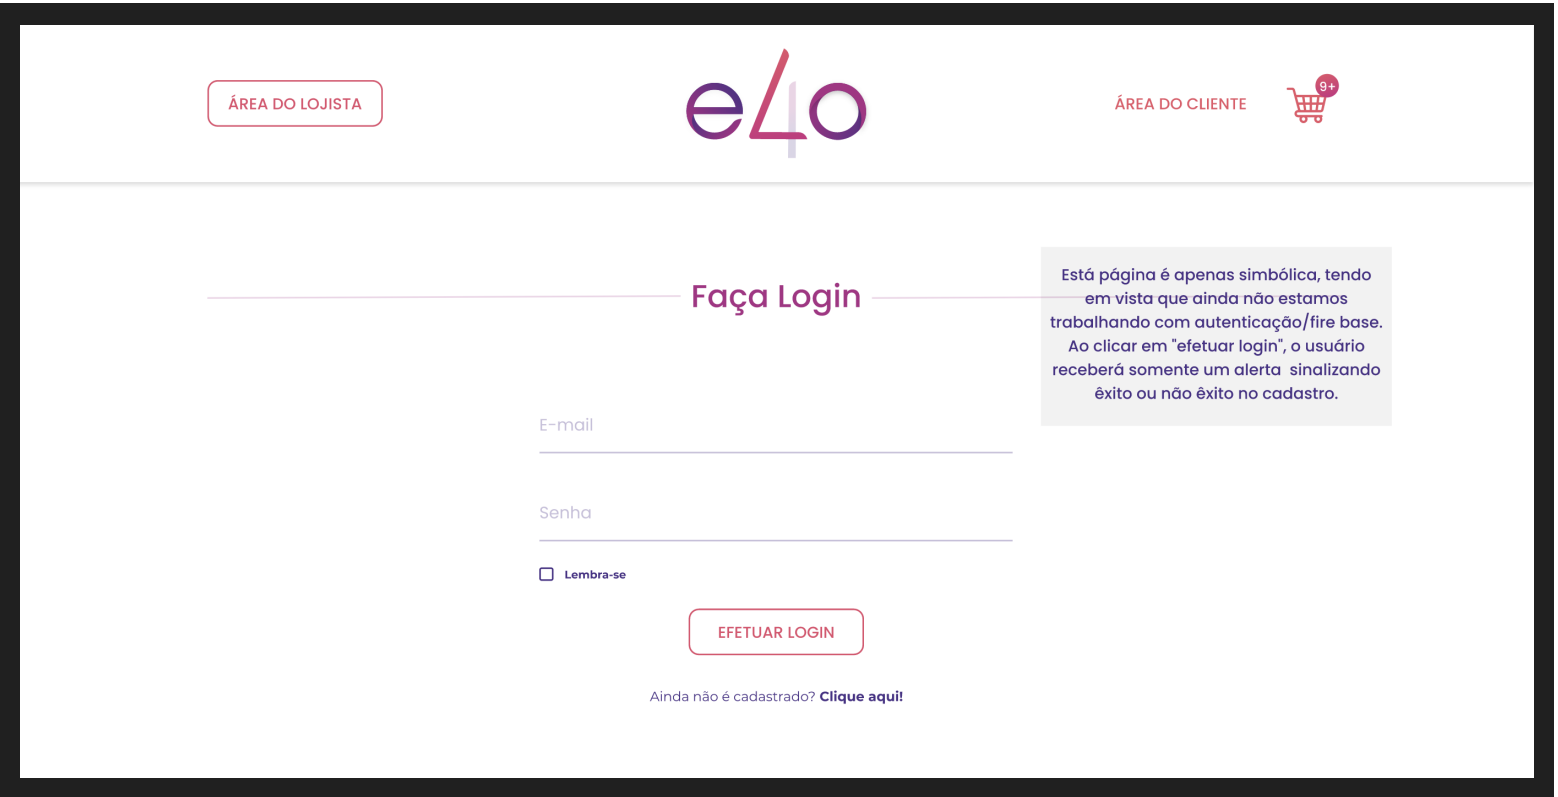 ÁREA DO LOJISTA
e4o
ÁREA DO CLIENTE
9+
Faça Login
Está página é apenas simbólica, tendo
em vista que ainda não estamos
trabalhando com autenticação/fire base.
Ao clicar em "efetuar login", o usuário
receberá somente um alerta  sinalizando
êxito ou não êxito no cadastro.
E-mail
Senha
Lembra-se
EFETUAR LOGIN
Ainda não é cadastrado? Clique aqui!